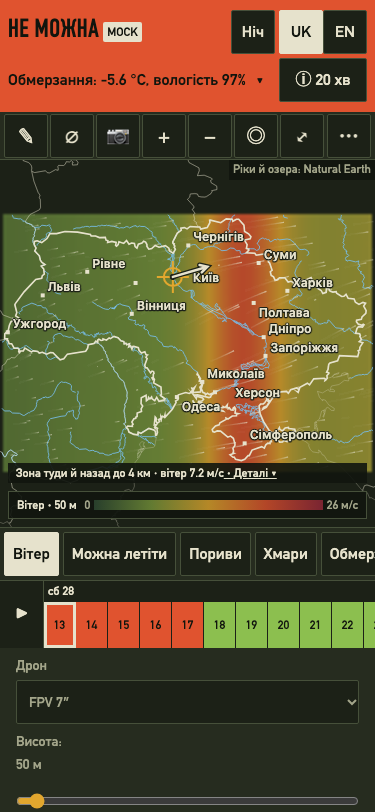 НЕ МОЖНА МОСК
Ніч UK EN
Обмерзання: -5.6 °C, вологість 97% ▾
ⓘ 20 хв
Ріки й озера: Natural Earth
Чернігів
Суми
Рівне
Київ
Харків
Львів
Вінниця
Полтава
Дніпро
Ужгород
Запоріжжя
Миколаїв
Херсон
Одеса
Сімферополь
Зона туди й назад до 4 км · вітер 7.2 м/с · Деталі ▾
Вітер · 50 м 0 26 м/с
Вітер Можна летіти Пориви Хмари Обмер
сб 28
13 14 15 16 17 18 19 20 21 22
Дрон
FPV 7″
Висота:
50 м